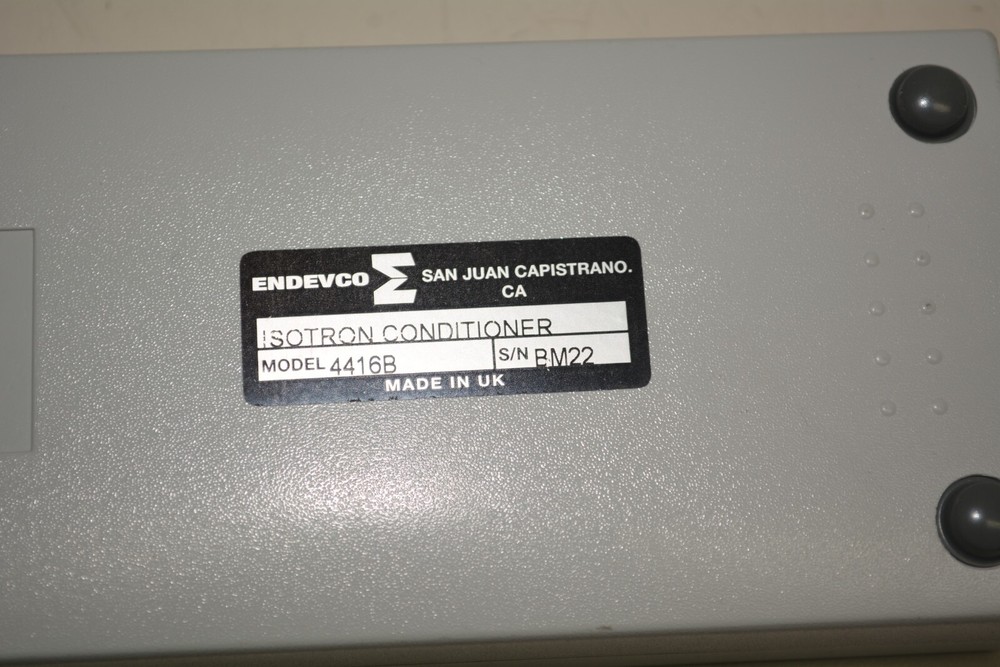 ENDEVCO SAN JUAN CAPISTRANO.
CA
ISOTRON CONDITIONER
MODEL 4416B S/N BM22
MADE IN UK